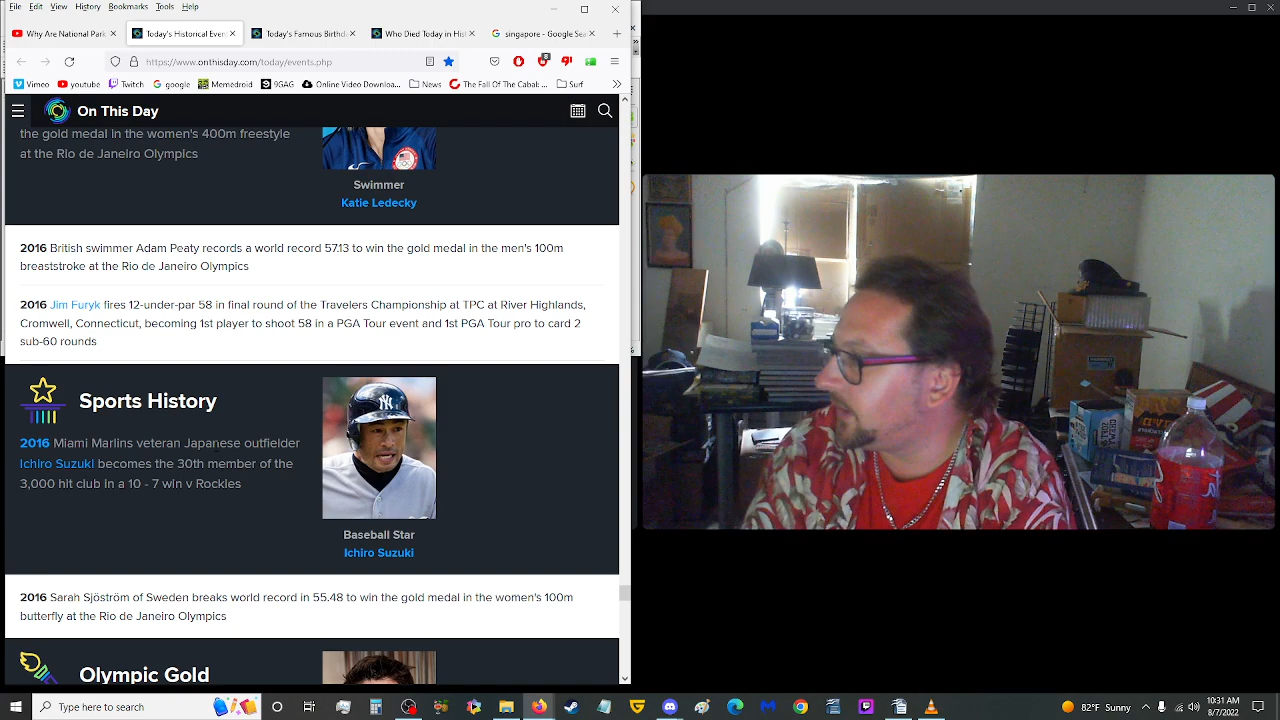 File Edit View History Bookmarks Tools Help
Why Are National Par
Today's Historical Even
Today's Famous Birthda
Who Died Today in His
singapore - Google Sea
day/today/events.php
Vimeo youtube Twitch google Android 9GAG Online Video Downloa... News The Fall Of The Cabal ... Surf
On This Day
the gold medal in the women's 400m freestyle
at the Rio de Janeiro Olympics
Swimmer
Katie Ledecky
2016 British swimmer Adam Peaty records a world record 57.13 to win the gold medal in the men's 100m
breaststroke at the Rio de Janeiro Olympics
2016 Jim Furyk fires 12-under-par 58 in final round of the Travelers Championship at TPC at River Highlands,
Cromwell, Connecticut, becoming 1st player to shoot 58 in a PGA Tour event and 1st PGA Tour pro to card 2
sub-60 rounds
Sports History
2016 Miami Marlins veteran Japanese outfielder
Ichiro Suzuki becomes the 30th member of the
3,000 hit club in a 10 - 7 win v Rockies
Baseball Star
Ichiro Suzuki
2016 Sarah Sjöström of Sweden breaks world record in 55.48 to win the gold medal in the women's 100m
butterfly at the Rio de Janeiro Olympics
Olympic Gold
Type here to search
82°F Sunny
10:31 AM
8/7/2022